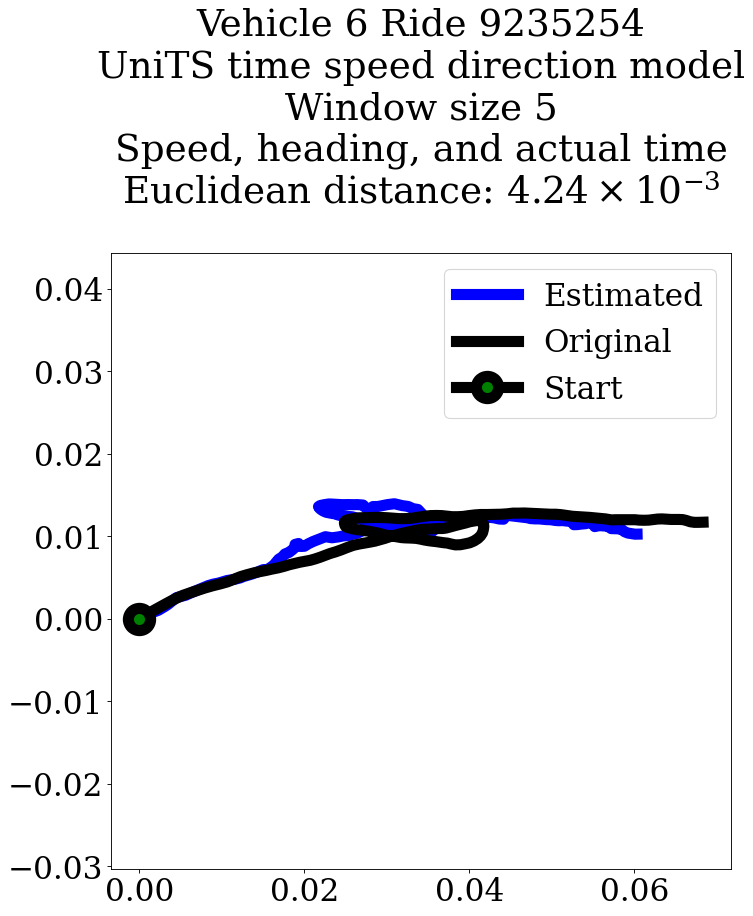 Vehicle 6 Ride 9235254
UniTS time speed direction model
Window size 5
Speed, heading, and actual time
Euclidean distance: 4.24 × 10⁻³
Estimated
Original
Start
0.04
0.03
0.02
0.01
0.00
−0.01
−0.02
−0.03
0.00 0.02 0.04 0.06